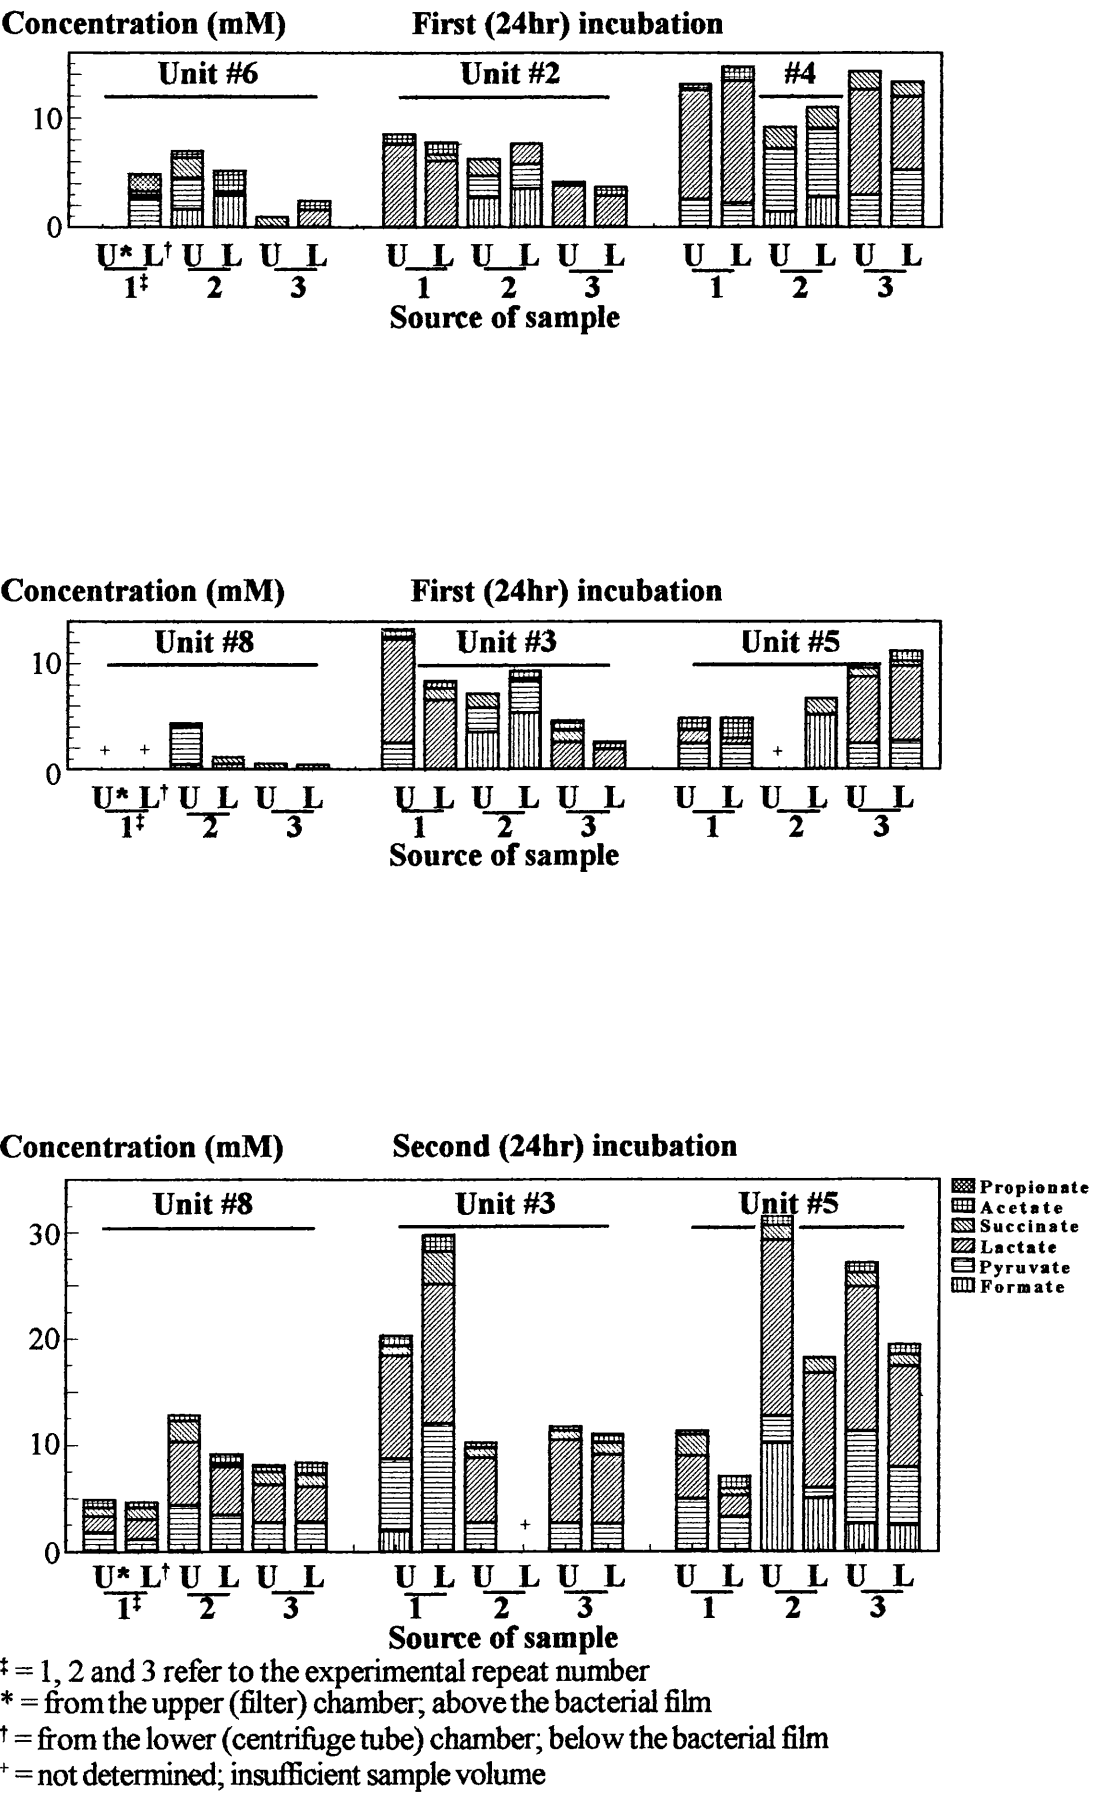 Concentration (mM) First (24hr) incubation
Unit #6 Unit #2 #4
10
0
U* L† U L U L U L U L U L U L U L U L
1‡ 2 3 1 2 3 1 2 3
Source of sample
Concentration (mM) First (24hr) incubation
Unit #8 Unit #3 Unit #5
10
+ + +
0
U* L† U L U L U L U L U L U L U L U L
1‡ 2 3 1 2 3 1 2 3
Source of sample
Concentration (mM) Second (24hr) incubation
Unit #8 Unit #3 Unit #5
Propionate
Acetate
Succinate
Lactate
Pyruvate
Formate
30
20
10
+
0
U* L† U L U L U L U L U L U L U L U L
1‡ 2 3 1 2 3 1 2 3
Source of sample
‡ = 1, 2 and 3 refer to the experimental repeat number
* = from the upper (filter) chamber; above the bacterial film
† = from the lower (centrifuge tube) chamber; below the bacterial film
+ = not determined; insufficient sample volume